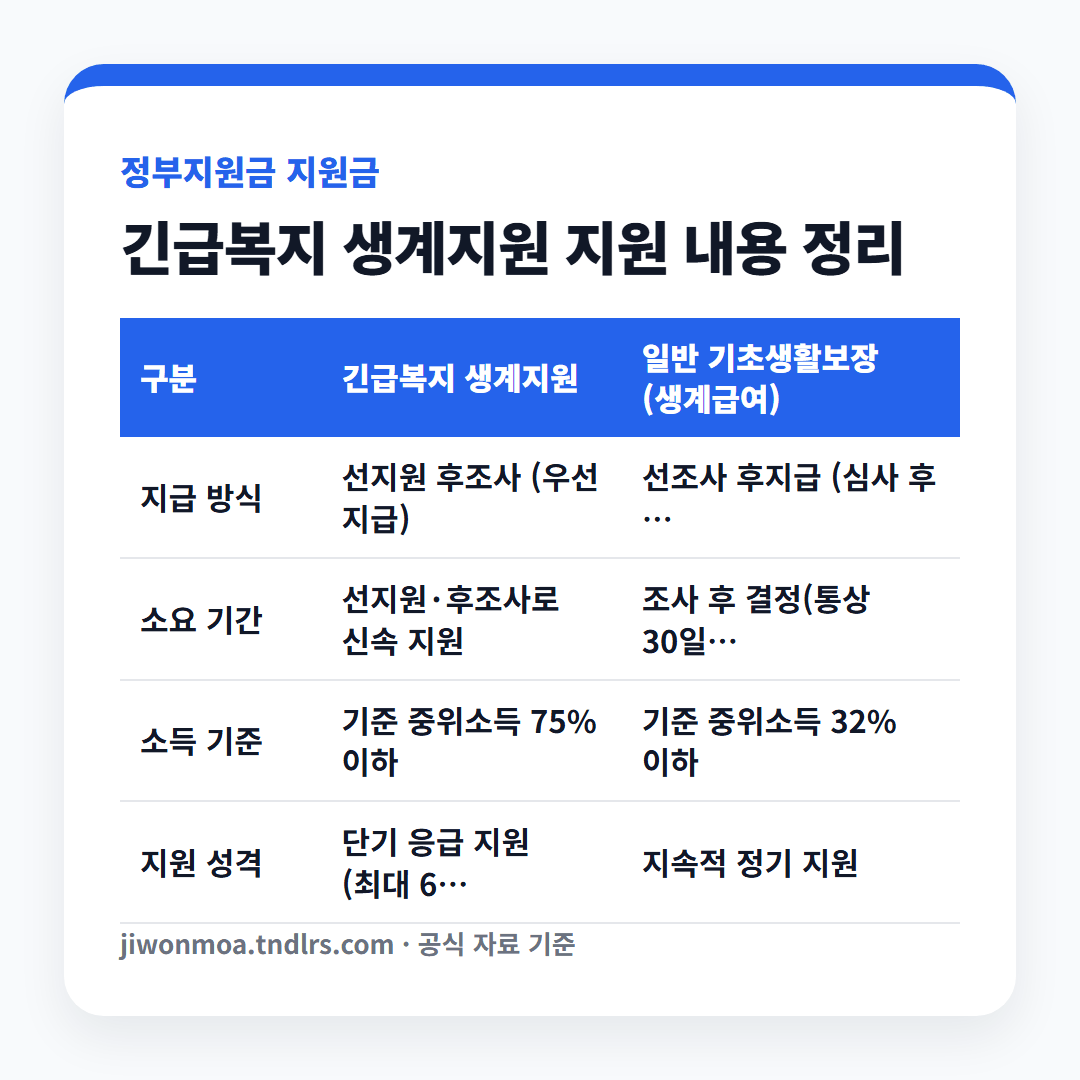 정부지원금 지원금
긴급복지 생계지원 지원 내용 정리
구분
긴급복지 생계지원
일반 기초생활보장
(생계급여)
지급 방식
선지원 후조사 (우선
지급)
선조사 후지급 (심사 후
…
소요 기간
선지원·후조사로
신속 지원
조사 후 결정(통상
30일…
소득 기준
기준 중위소득 75%
이하
기준 중위소득 32%
이하
지원 성격
단기 응급 지원
(최대 6…
지속적 정기 지원
jiwonmoa.tndlrs.com · 공식 자료 기준